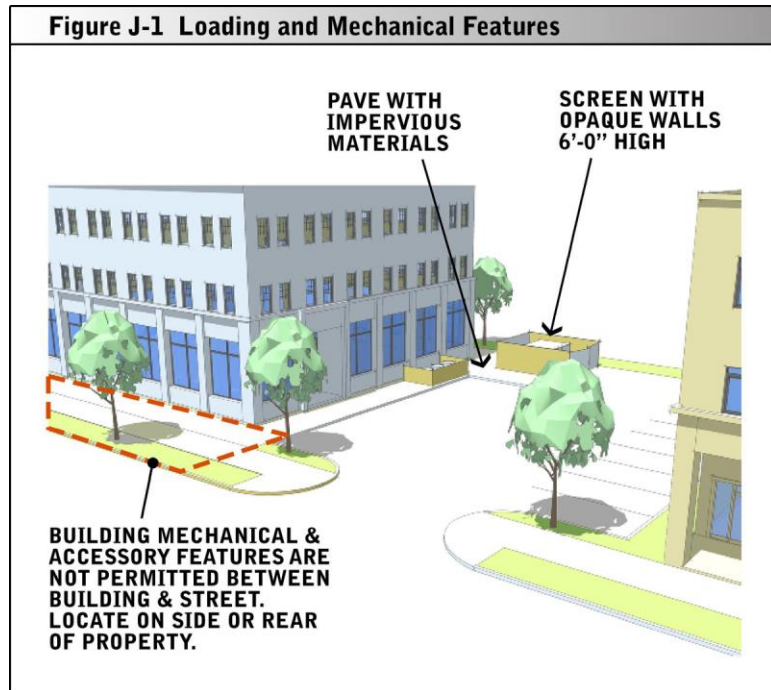 Figure J-1 Loading and Mechanical Features
PAVE WITH
IMPERVIOUS
MATERIALS
SCREEN WITH
OPAQUE WALLS
6'-0" HIGH
BUILDING MECHANICAL &
ACCESSORY FEATURES ARE
NOT PERMITTED BETWEEN
BUILDING & STREET.
LOCATE ON SIDE OR REAR
OF PROPERTY.